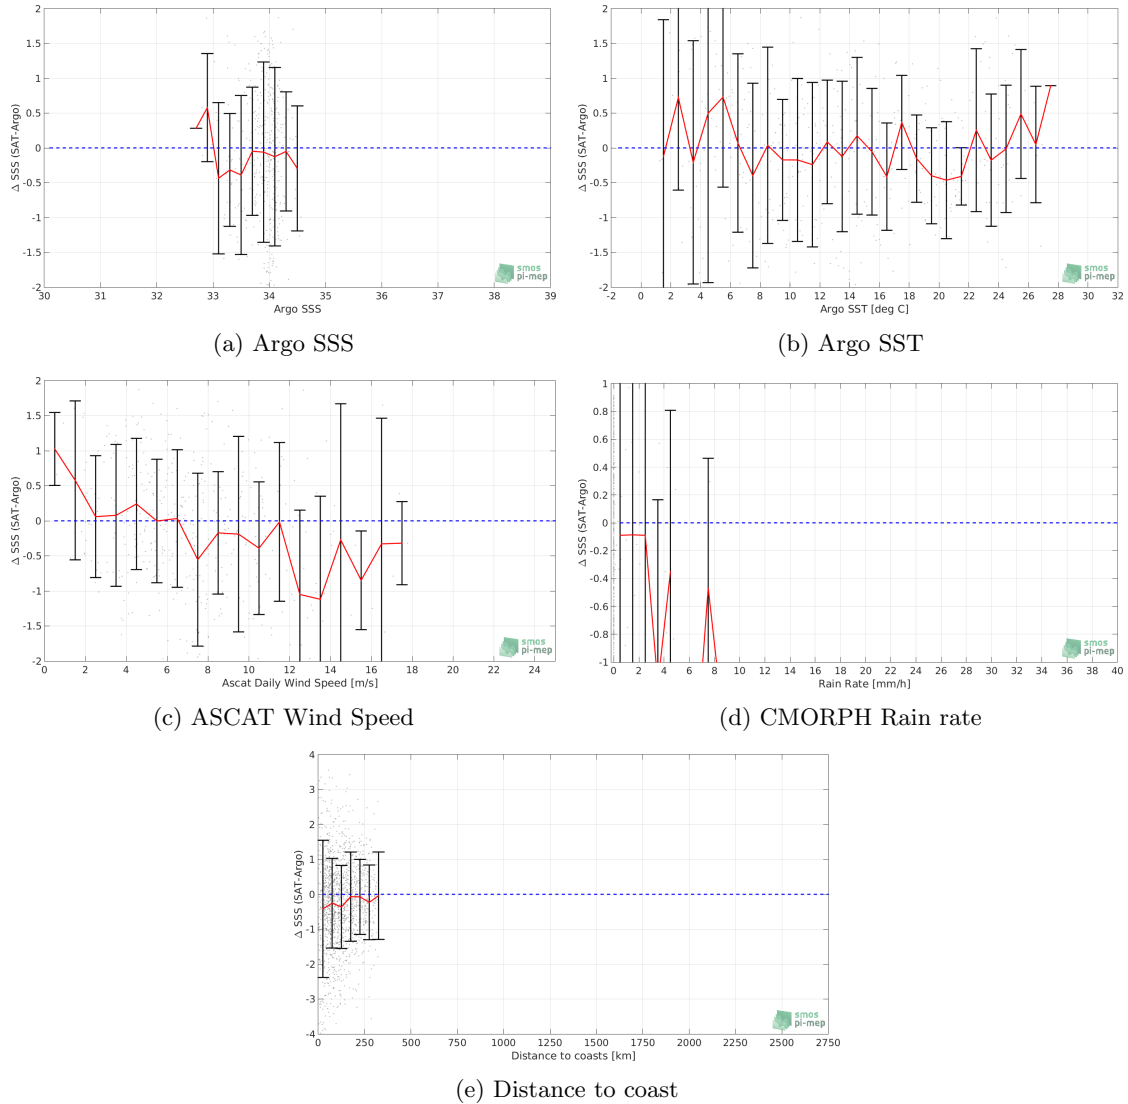 2
1.5
1
0.5
0
-0.5
-1
-1.5
-2
Δ SSS (SAT-Argo)
30 31 32 33 34 35 36 37 38 39
Argo SSS
smos
pi-mep
(a) Argo SSS
2
1.5
1
0.5
0
-0.5
-1
-1.5
-2
Δ SSS (SAT-Argo)
-2 0 2 4 6 8 10 12 14 16 18 20 22 24 26 28 30 32
Argo SST [deg C]
smos
pi-mep
(b) Argo SST
2
1.5
1
0.5
0
-0.5
-1
-1.5
-2
Δ SSS (SAT-Argo)
0 2 4 6 8 10 12 14 16 18 20 22 24
Ascat Daily Wind Speed [m/s]
smos
pi-mep
(c) ASCAT Wind Speed
1
0.8
0.6
0.4
0.2
0
-0.2
-0.4
-0.6
-0.8
-1
Δ SSS (SAT-Argo)
0 2 4 6 8 10 12 14 16 18 20 22 24 26 28 30 32 34 36 38 40
Rain Rate [mm/h]
smos
pi-mep
(d) CMORPH Rain rate
4
3
2
1
0
-1
-2
-3
-4
Δ SSS (SAT-Argo)
0 250 500 750 1000 1250 1500 1750 2000 2250 2500 2750
Distance to coasts [km]
smos
pi-mep
(e) Distance to coast